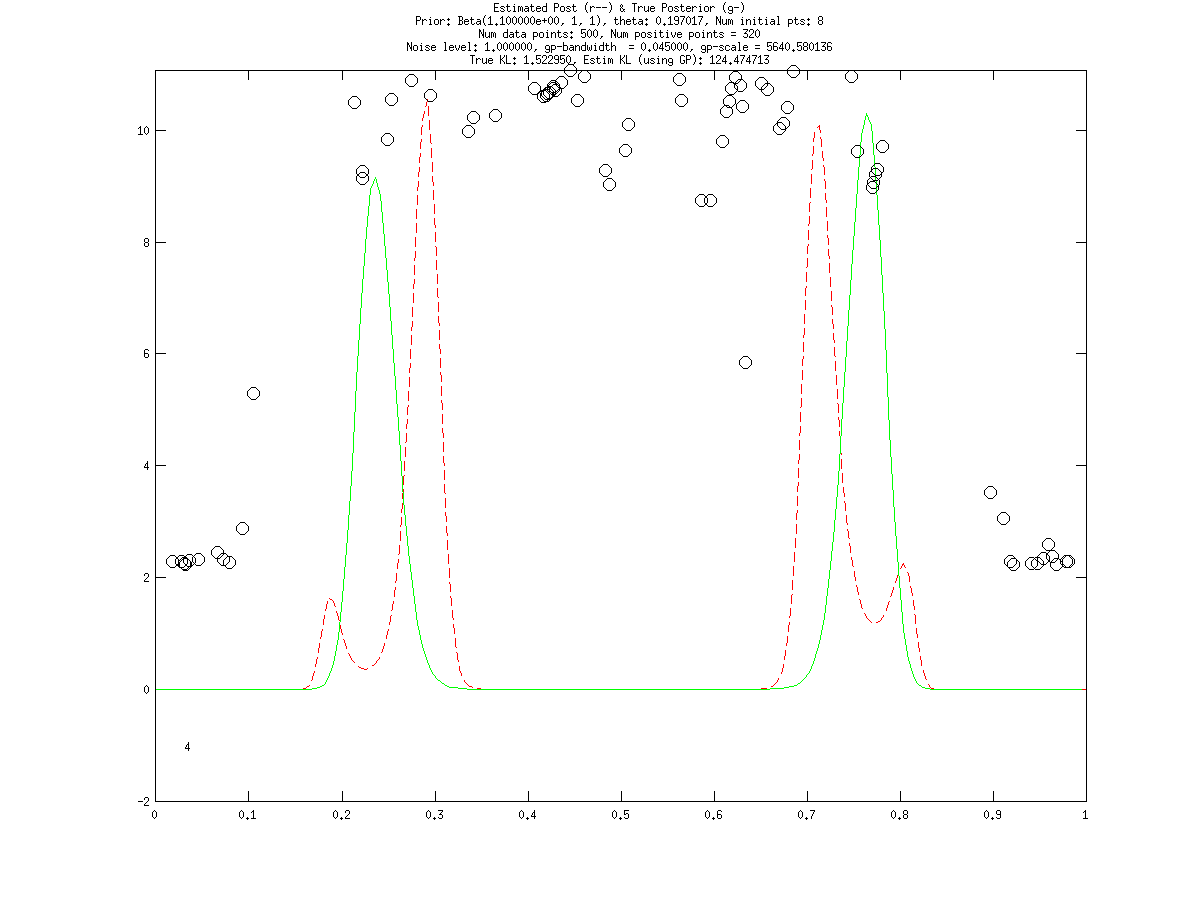 Estimated Post (r--) & True Posterior (g-)
Prior: Beta(1.100000e+00, 1, 1), theta: 0.197017, Num initial pts: 8
Num data points: 500, Num positive points = 320
Noise level: 1.000000, gp-bandwidth  = 0.045000, gp-scale = 5640.580136
True KL: 1.522950, Estim KL (using GP): 124.474713
10
8
6
4
2
0
4
-2
0 0.1 0.2 0.3 0.4 0.5 0.6 0.7 0.8 0.9 1